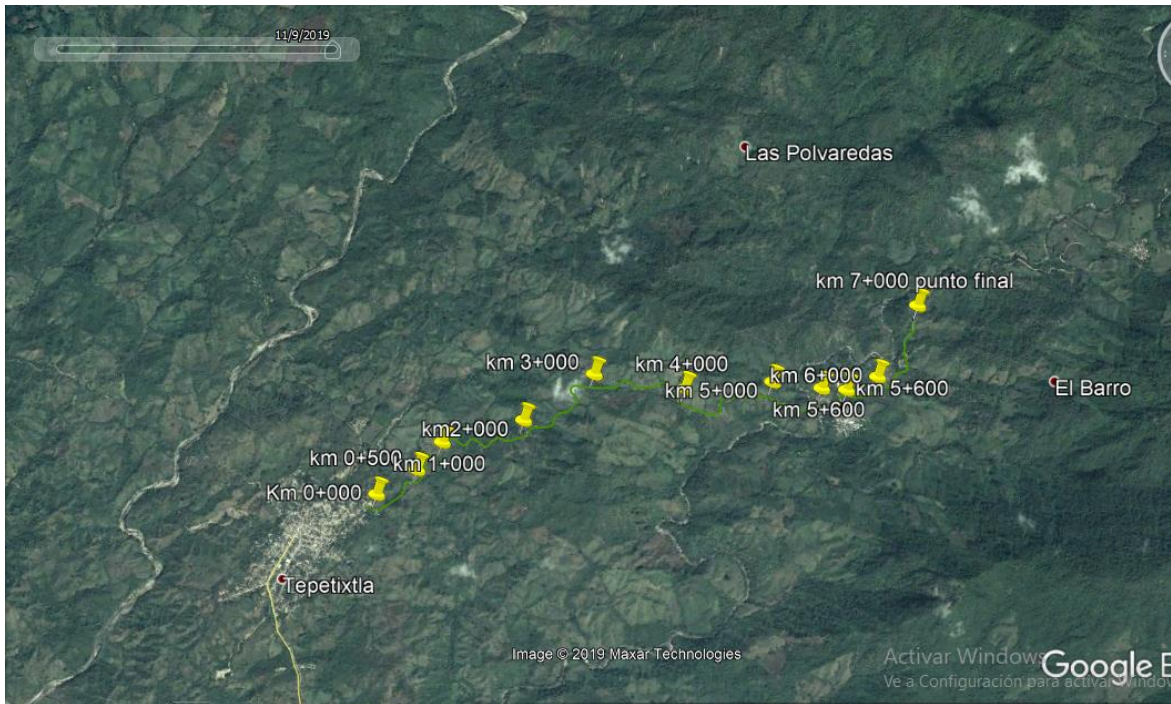 11/9/2019
Las Polvaredas
km 7+000 punto final
km 3+000
km 4+000
km 5+000
km 6+000
km 5+600
El Barro
km 5+600
km2+000
km 0+500
km 1+000
Km 0+000
Tepetixtla
Image © 2019 Maxar Technologies
Activar Windows
Ve a Configuración para activar Windows
Google E